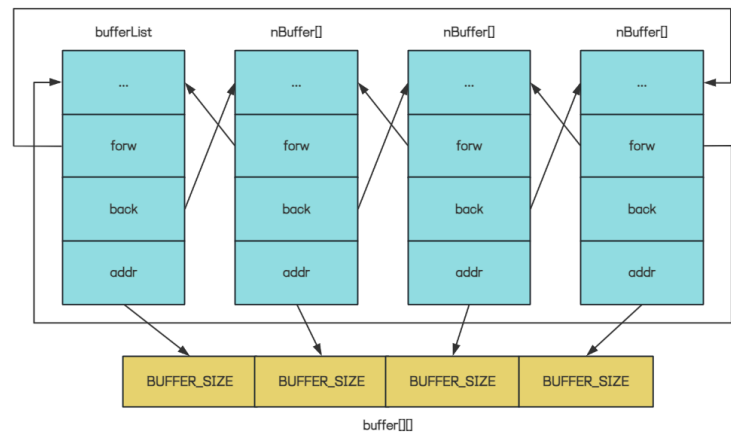 bufferList
nBuffer[]
nBuffer[]
nBuffer[]
...
...
...
...
forw
forw
forw
forw
back
back
back
back
addr
addr
addr
addr
BUFFER_SIZE
BUFFER_SIZE
BUFFER_SIZE
BUFFER_SIZE
buffer[][]